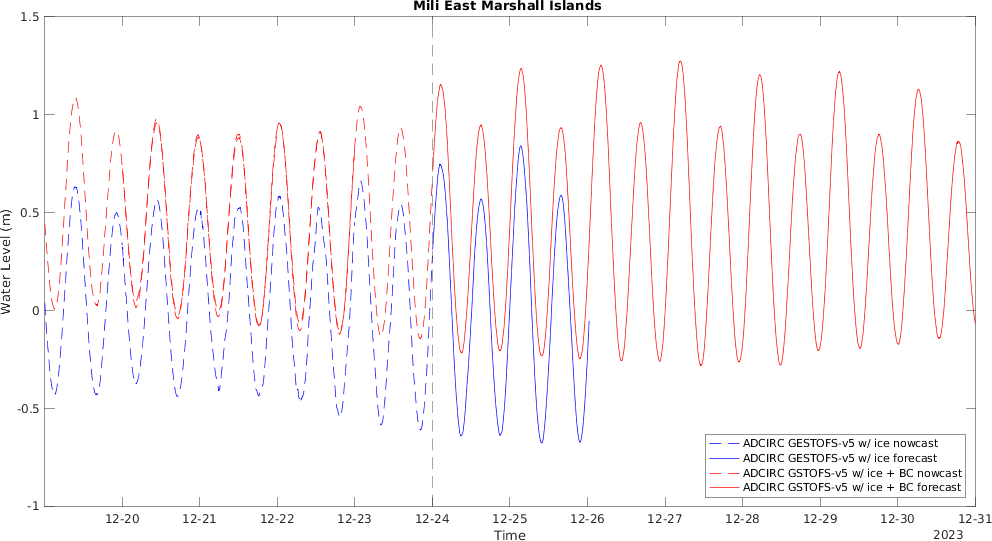 Mili East Marshall Islands
1.5
1
0.5
0
-0.5
-1
Water Level (m)
12-20 12-21 12-22 12-23 12-24 12-25 12-26 12-27 12-28 12-29 12-30 12-31
Time
2023
ADCIRC GESTOFS-v5 w/ ice nowcast
ADCIRC GESTOFS-v5 w/ ice forecast
ADCIRC GSTOFS-v5 w/ ice + BC nowcast
ADCIRC GSTOFS-v5 w/ ice + BC forecast